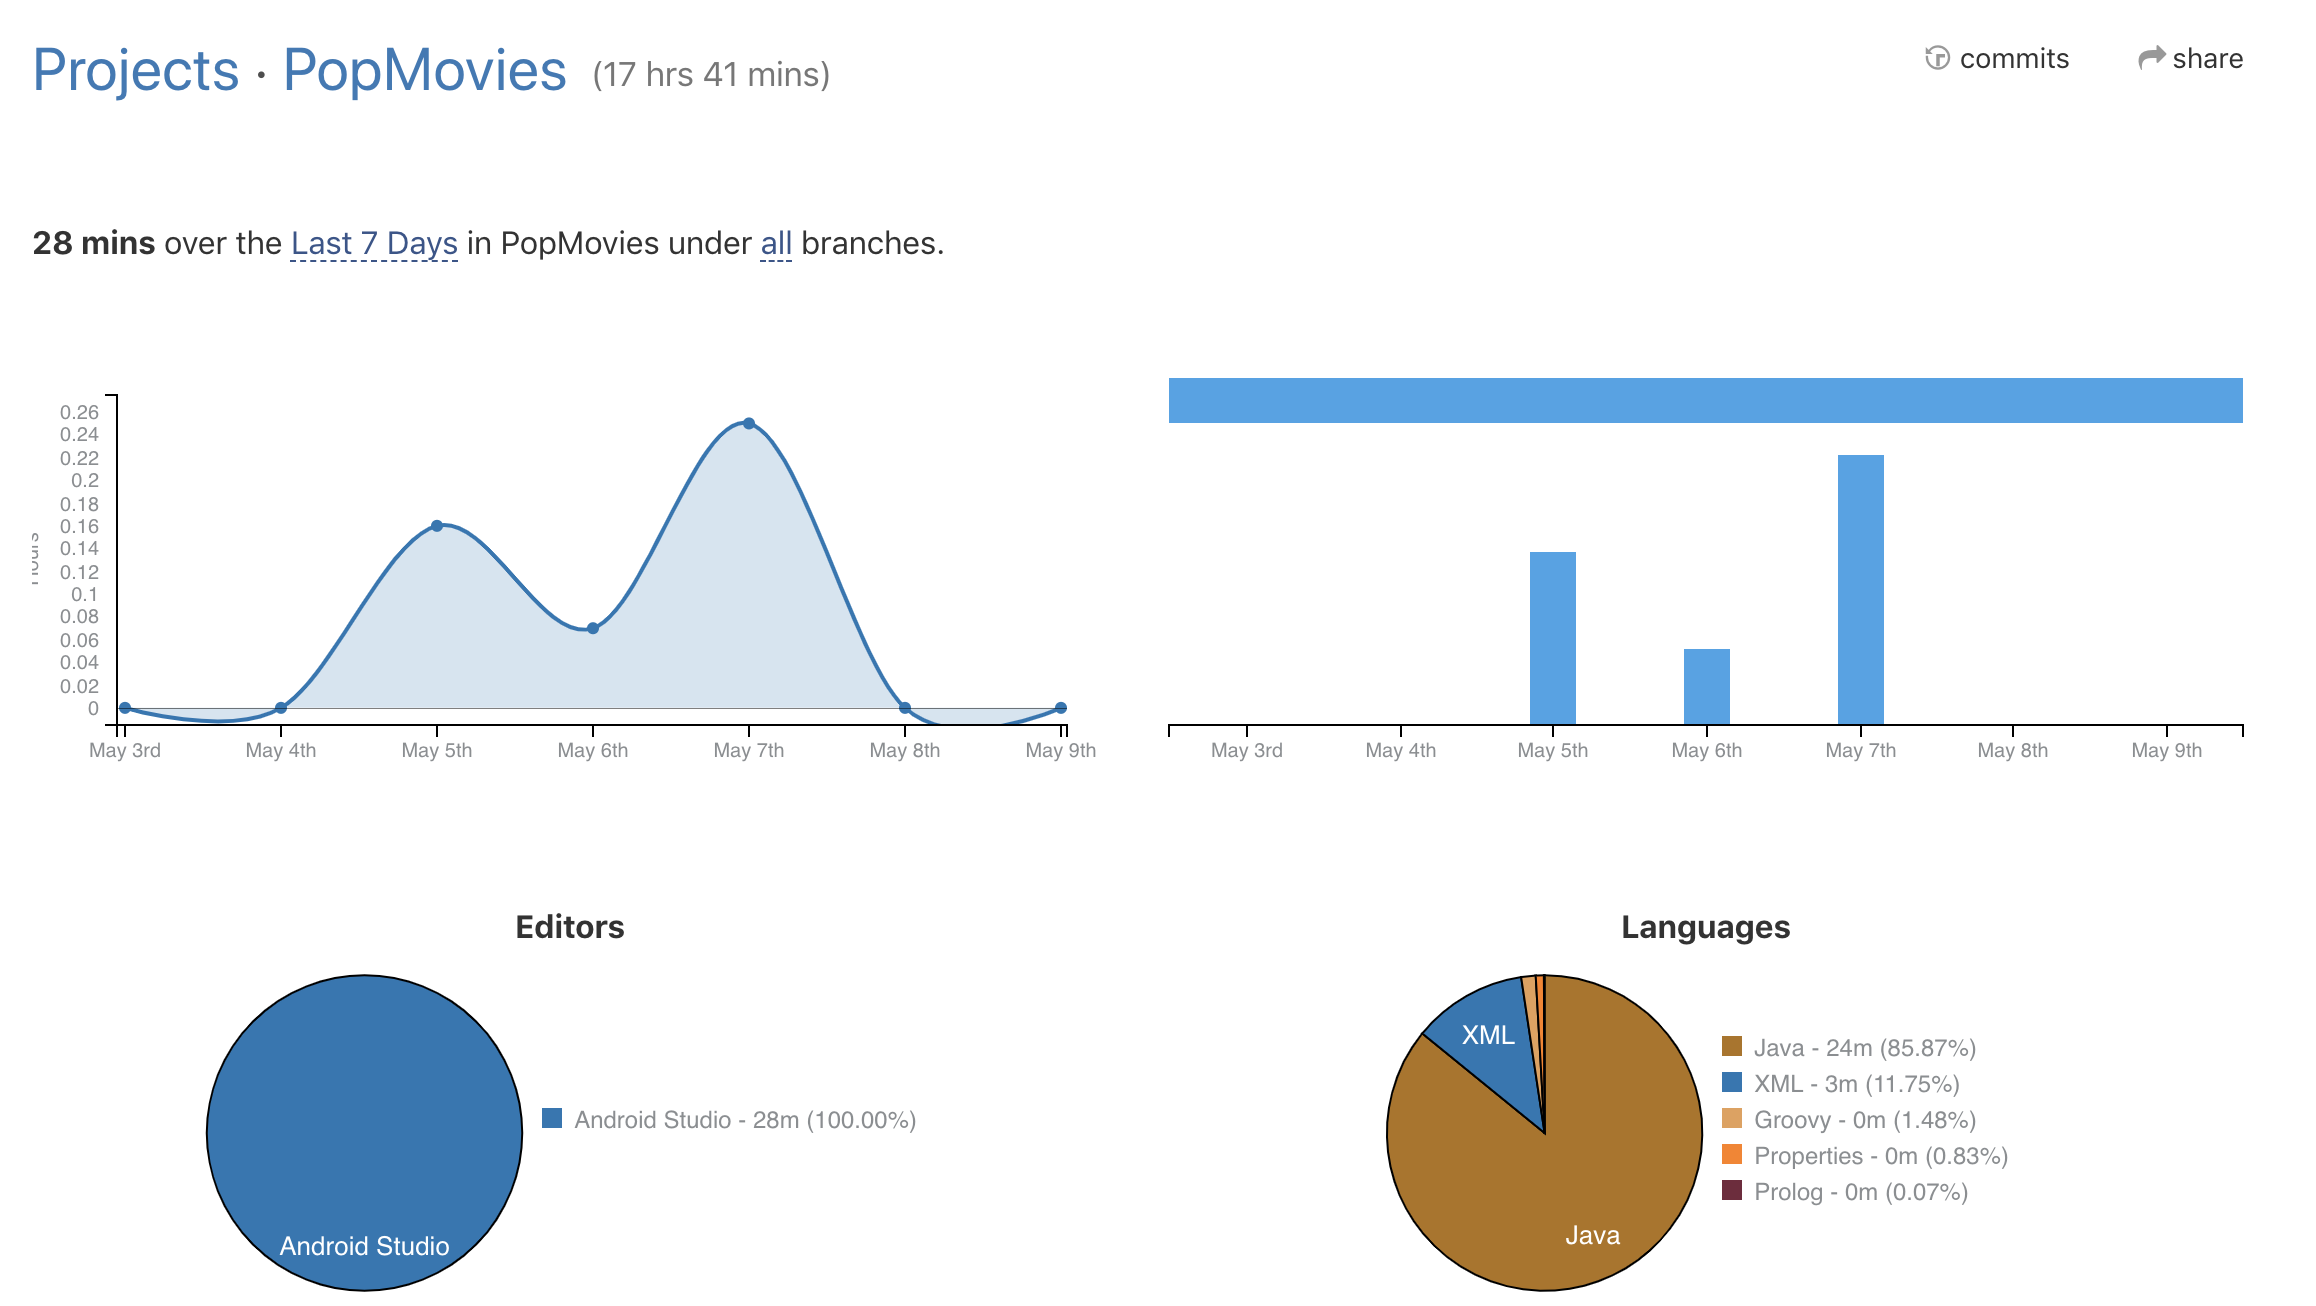 Projects · PopMovies (17 hrs 41 mins)
commits
share
28 mins over the Last 7 Days in PopMovies under all branches.
0.26
0.24
0.22
0.2
0.18
0.16
0.14
0.12
0.1
0.08
0.06
0.04
0.02
0
May 3rd May 4th May 5th May 6th May 7th May 8th May 9th
May 3rd May 4th May 5th May 6th May 7th May 8th May 9th
Editors
Android Studio
Android Studio - 28m (100.00%)
Languages
XML
Java
Java - 24m (85.87%)
XML - 3m (11.75%)
Groovy - 0m (1.48%)
Properties - 0m (0.83%)
Prolog - 0m (0.07%)